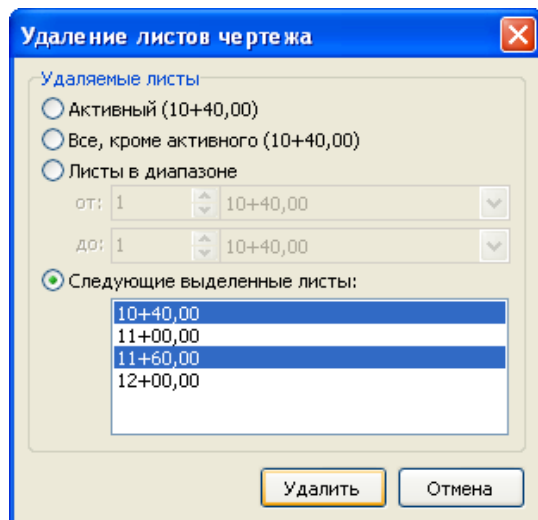 Удаление листов чертежа
Удаляемые листы
Активный (10+40,00)
Все, кроме активного (10+40,00)
Листы в диапазоне
от: 1 10+40,00
до: 1 10+40,00
Следующие выделенные листы:
10+40,00
11+00,00
11+60,00
12+00,00
Удалить Отмена